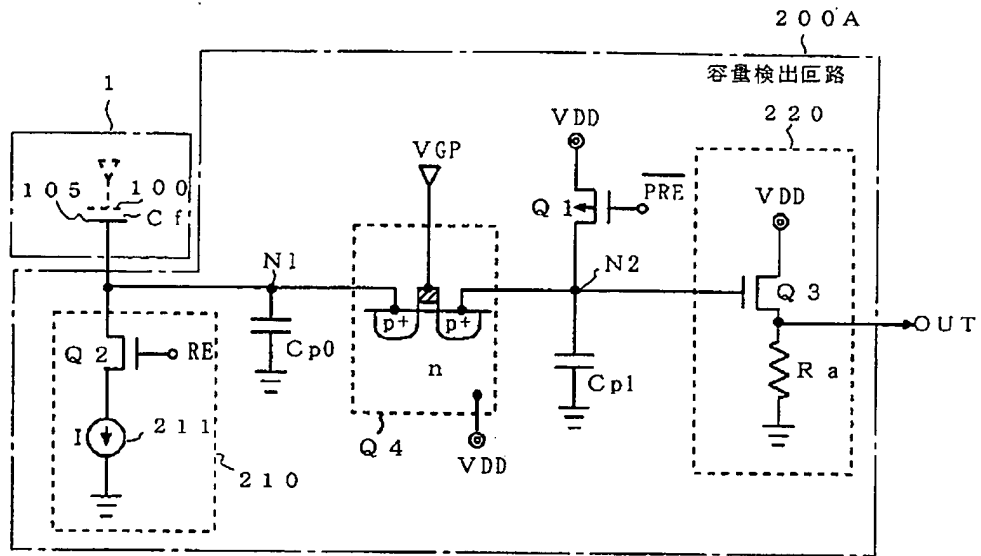 200A
容量検出回路
1
220
VDD
VDD
VGP
PRE
105
100
Cf
Q1
N1
N2
Q3
OUT
p+
p+
Q2
RE
Cp0
n
Cp1
Ra
I
211
Q4
VDD
210